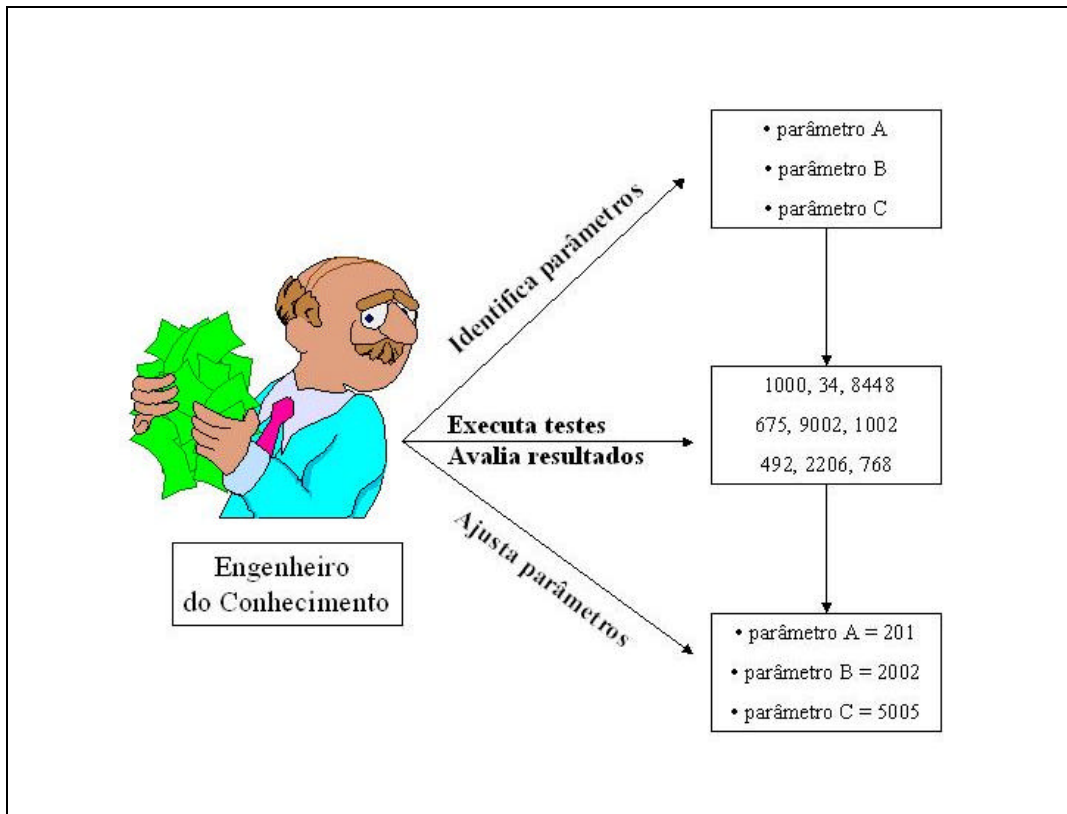 • parâmetro A
• parâmetro B
• parâmetro C
Identifica parâmetros
1000, 34, 8448
675, 9002, 1002
492, 2206, 768
Executa testes
Avalia resultados
Ajusta parâmetros
Engenheiro
do Conhecimento
• parâmetro A = 201
• parâmetro B = 2002
• parâmetro C = 5005